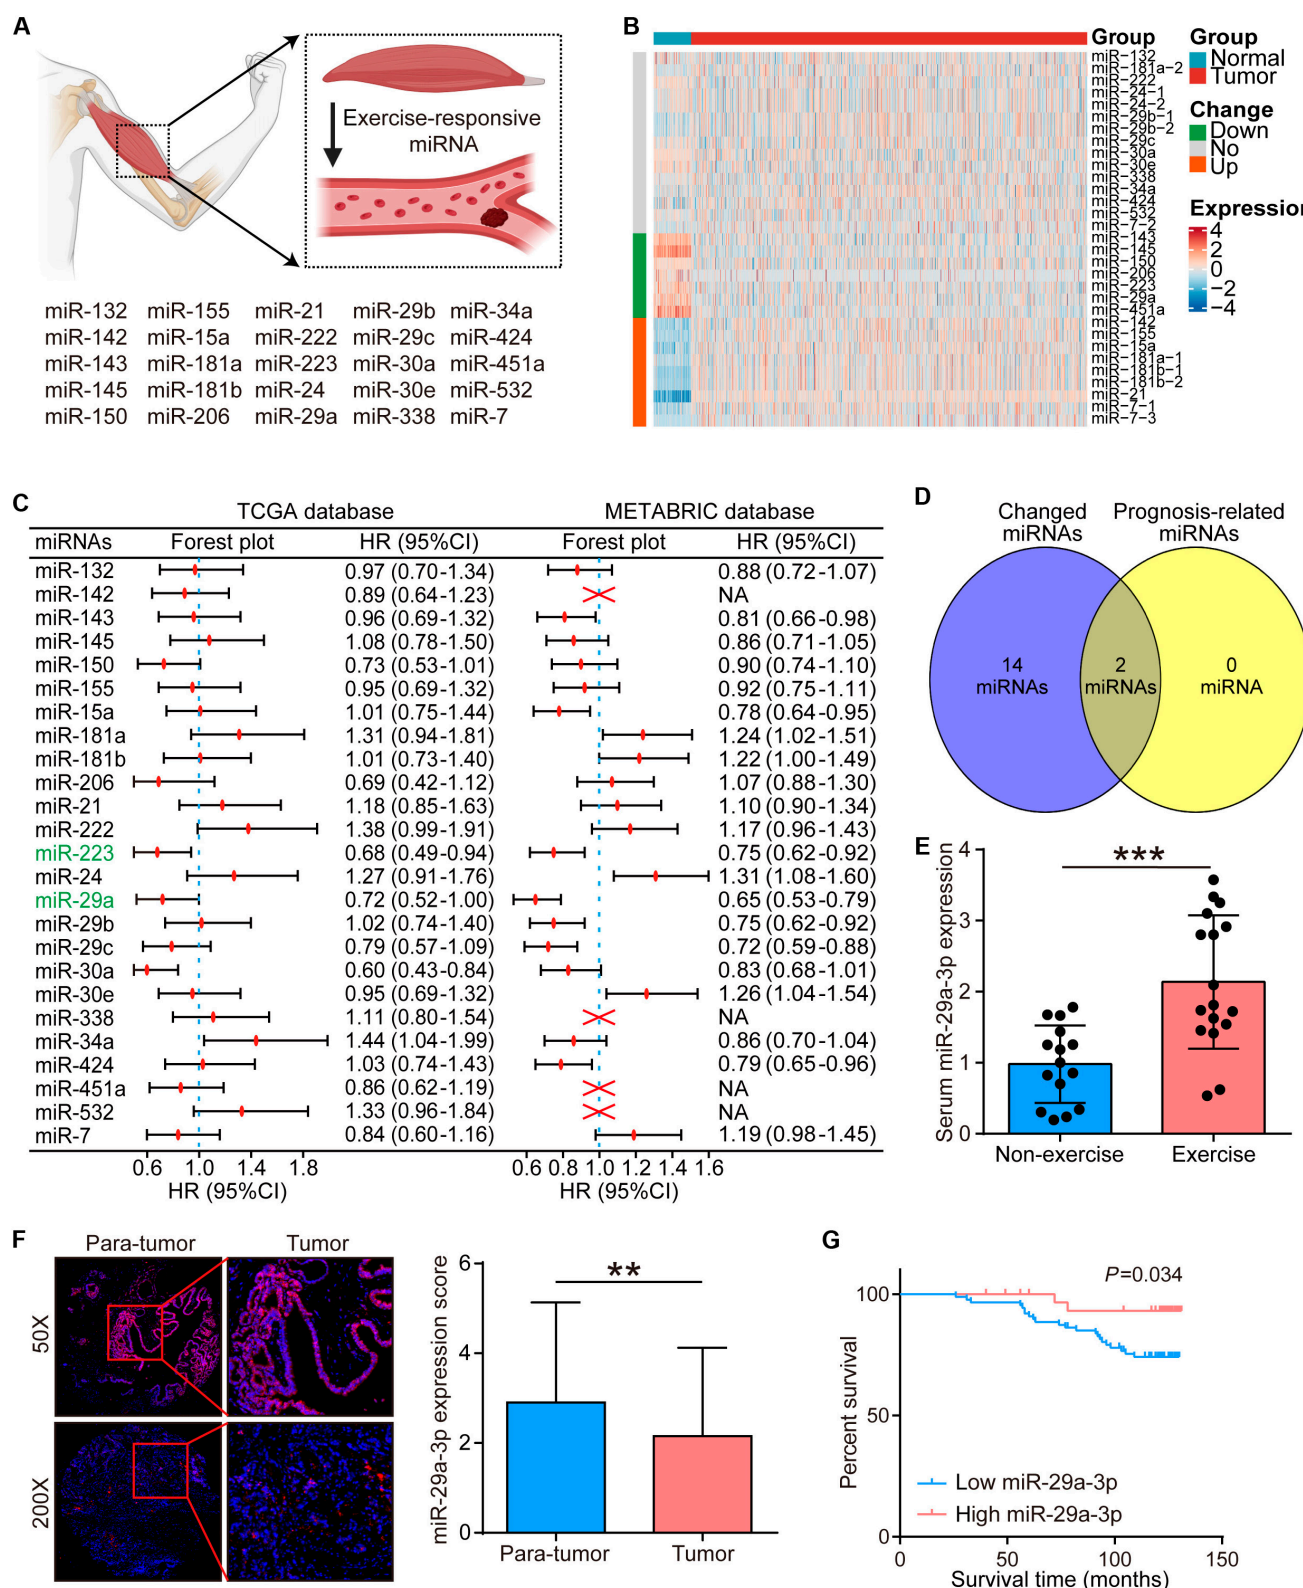 A
Exercise-responsive
miRNA
miR-132 miR-155 miR-21 miR-29b miR-34a
miR-142 miR-15a miR-222 miR-29c miR-424
miR-143 miR-181a miR-223 miR-30a miR-451a
miR-145 miR-181b miR-24 miR-30e miR-532
miR-150 miR-206 miR-29a miR-338 miR-7
B
Group
miR−132
miR−181a−2
miR−222
miR−24−1
miR−24−2
miR−29b−1
miR−29b−2
miR−29c
miR−30a
miR−30e
miR−338
miR−34a
miR−424
miR−532
miR−7−2
miR−143
miR−145
miR−150
miR−206
miR−223
miR−29a
miR−451a
miR−142
miR−155
miR−15a
miR−181a−1
miR−181b−1
miR−181b−2
miR−21
miR−7−1
miR−7−3
Group
Normal
Tumor
Change
Down
No
Up
Expression
4
2
0
−2
−4
C
TCGA database METABRIC database
miRNAs Forest plot HR (95%CI) Forest plot HR (95%CI)
miR-132 0.97 (0.70-1.34) 0.88 (0.72-1.07)
miR-142 0.89 (0.64-1.23) NA
miR-143 0.96 (0.69-1.32) 0.81 (0.66-0.98)
miR-145 1.08 (0.78-1.50) 0.86 (0.71-1.05)
miR-150 0.73 (0.53-1.01) 0.90 (0.74-1.10)
miR-155 0.95 (0.69-1.32) 0.92 (0.75-1.11)
miR-15a 1.01 (0.75-1.44) 0.78 (0.64-0.95)
miR-181a 1.31 (0.94-1.81) 1.24 (1.02-1.51)
miR-181b 1.01 (0.73-1.40) 1.22 (1.00-1.49)
miR-206 0.69 (0.42-1.12) 1.07 (0.88-1.30)
miR-21 1.18 (0.85-1.63) 1.10 (0.90-1.34)
miR-222 1.38 (0.99-1.91) 1.17 (0.96-1.43)
miR-223 0.68 (0.49-0.94) 0.75 (0.62-0.92)
miR-24 1.27 (0.91-1.76) 1.31 (1.08-1.60)
miR-29a 0.72 (0.52-1.00) 0.65 (0.53-0.79)
miR-29b 1.02 (0.74-1.40) 0.75 (0.62-0.92)
miR-29c 0.79 (0.57-1.09) 0.72 (0.59-0.88)
miR-30a 0.60 (0.43-0.84) 0.83 (0.68-1.01)
miR-30e 0.95 (0.69-1.32) 1.26 (1.04-1.54)
miR-338 1.11 (0.80-1.54) NA
miR-34a 1.44 (1.04-1.99) 0.86 (0.70-1.04)
miR-424 1.03 (0.74-1.43) 0.79 (0.65-0.96)
miR-451a 0.86 (0.62-1.19) NA
miR-532 1.33 (0.96-1.84) NA
miR-7 0.84 (0.60-1.16) 1.19 (0.98-1.45)
0.6 1.0 1.4 1.8 0.6 0.8 1.0 1.2 1.4 1.6
HR (95%CI) HR (95%CI)
D
Changed Prognosis-related
miRNAs miRNAs
14 2 0
miRNAs miRNAs miRNA
E
Serum miR-29a-3p expression
4
3
2
1
0
***
Non-exercise Exercise
F
Para-tumor Tumor
50X
200X
miR-29a-3p expression score
6
4
2
0
**
Para-tumor Tumor
G
P=0.034
Percent survival
100
50
0
Low miR-29a-3p
High miR-29a-3p
0 50 100 150
Survival time (months)